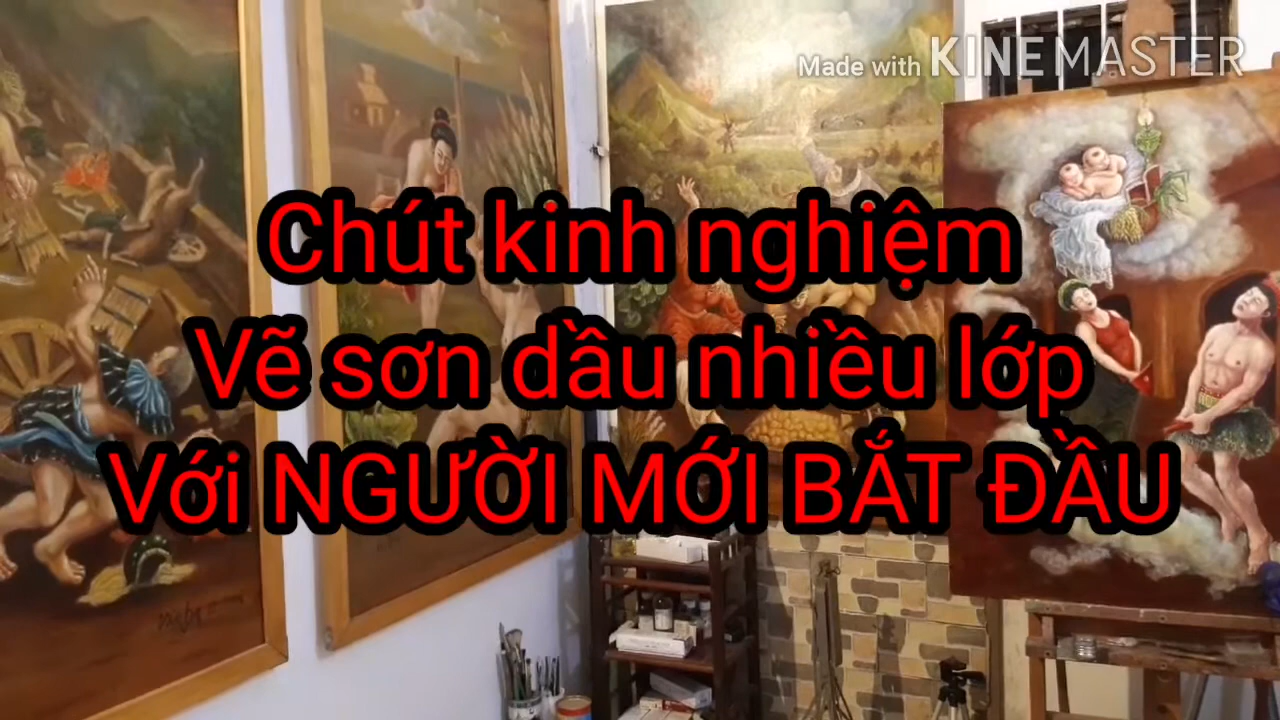 Made with KINEMASTER
Chút kinh nghiệm
Vẽ sơn dầu nhiều lớp
Với NGƯỜI MỚI BẮT ĐẦU